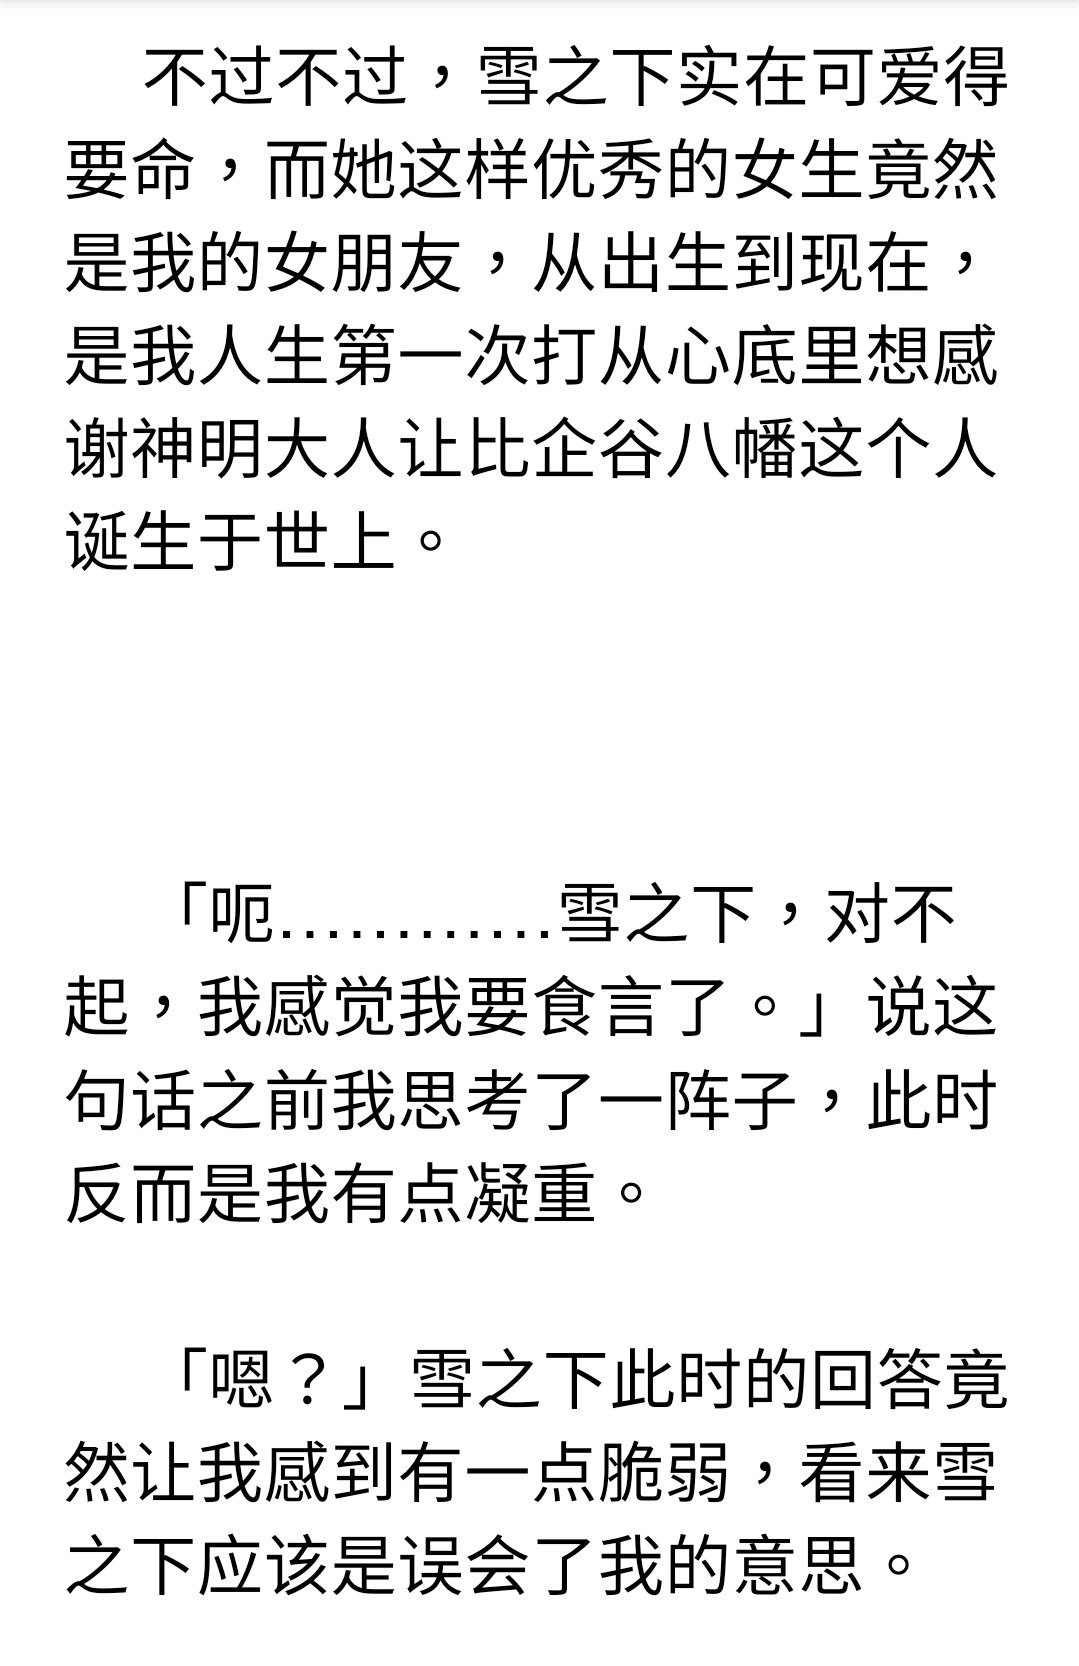 不过不过，雪之下实在可爱得
要命，而她这样优秀的女生竟然
是我的女朋友，从出生到现在，
是我人生第一次打从心底里想感
谢神明大人让比企谷八幡这个人
诞生于世上。
「呃…………雪之下，对不
起，我感觉我要食言了。」说这
句话之前我思考了一阵子，此时
反而是我有点凝重。
「嗯？」雪之下此时的回答竟
然让我感到有一点脆弱，看来雪
之下应该是误会了我的意思。